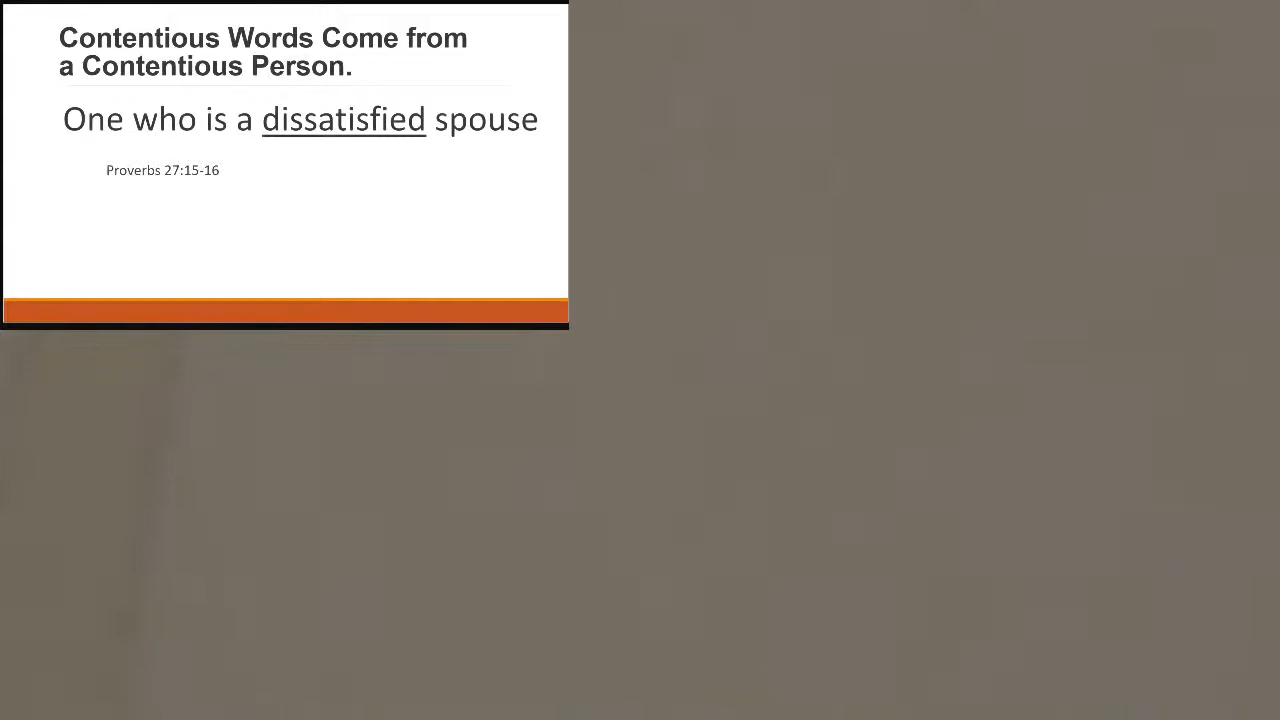 Contentious Words Come from
a Contentious Person.
One who is a dissatisfied spouse
Proverbs 27:15-16